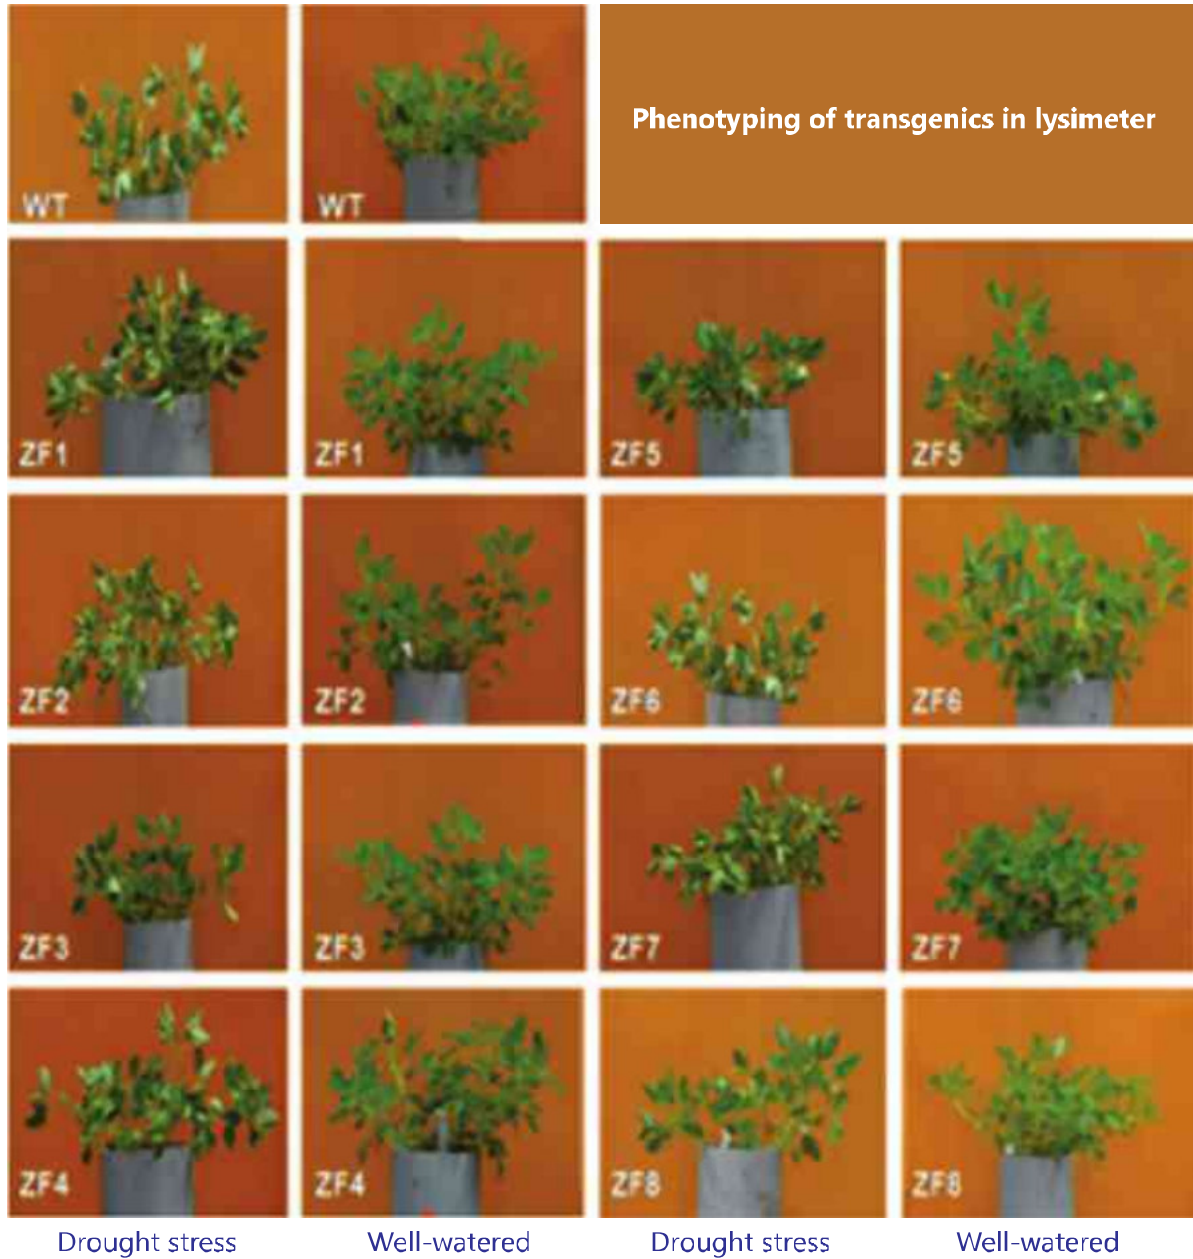 WT
WT
Phenotyping of transgenics in lysimeter
ZF1
ZF1
ZF5
ZF5
ZF2
ZF2
ZF6
ZF6
ZF3
ZF3
ZF7
ZF7
ZF4
ZF4
ZF8
ZF8
Drought stress
Well-watered
Drought stress
Well-watered